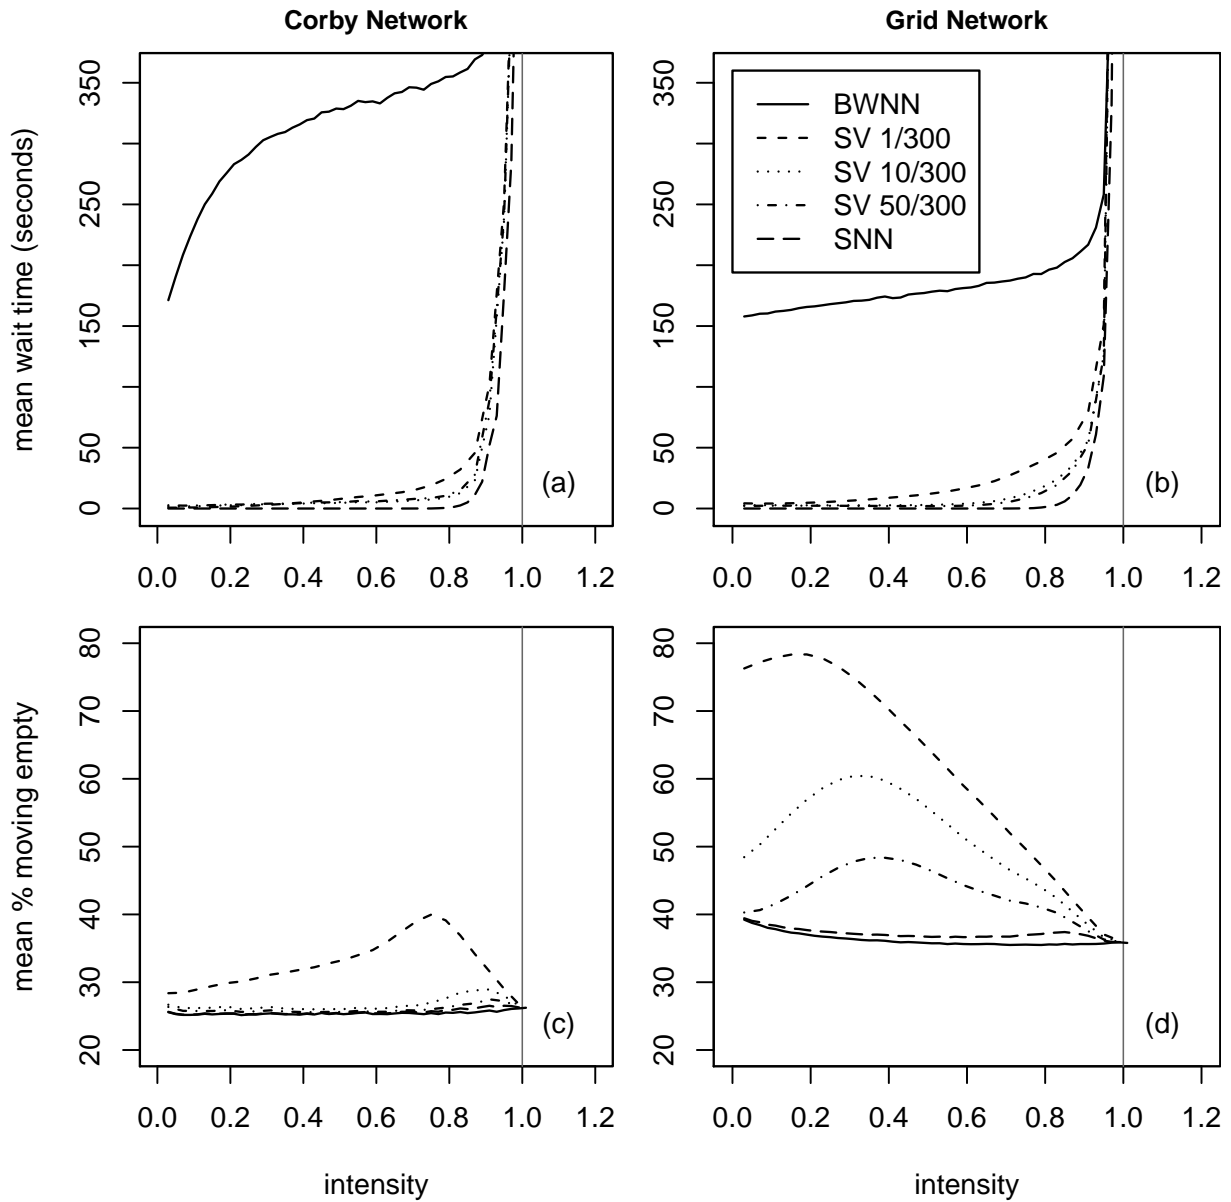 Corby Network
Grid Network
mean wait time (seconds)
0 50 150 250 350
0.0 0.2 0.4 0.6 0.8 1.0 1.2
(a)
0 50 150 250 350
BWNN
SV 1/300
SV 10/300
SV 50/300
SNN
0.0 0.2 0.4 0.6 0.8 1.0 1.2
(b)
mean % moving empty
20 30 40 50 60 70 80
0.0 0.2 0.4 0.6 0.8 1.0 1.2
(c)
intensity
20 30 40 50 60 70 80
0.0 0.2 0.4 0.6 0.8 1.0 1.2
(d)
intensity